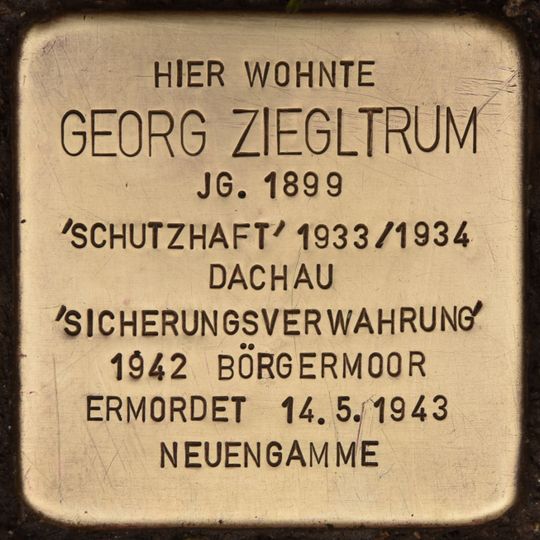 HIER WOHNTE
GEORG ZIEGLTRUM
JG. 1899
'SCHUTZHAFT' 1933/1934
DACHAU
'SICHERUNGSVERWAHRUNG'
1942 BÖRGERMOOR
ERMORDET 14.5.1943
NEUENGAMME